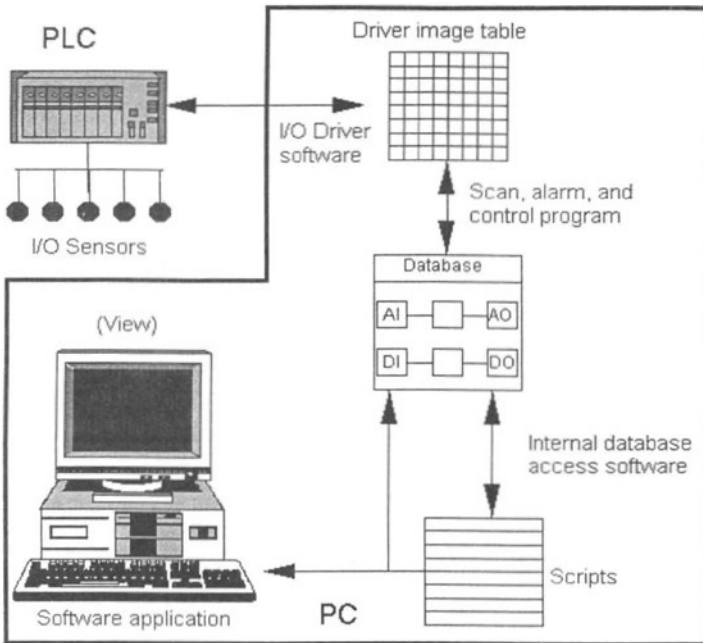 PLC
Driver image table
I/O Driver
software
I/O Sensors
Scan, alarm, and
control program
Database
AI
AO
DI
DO
(View)
Internal database
access software
Scripts
Software application
PC